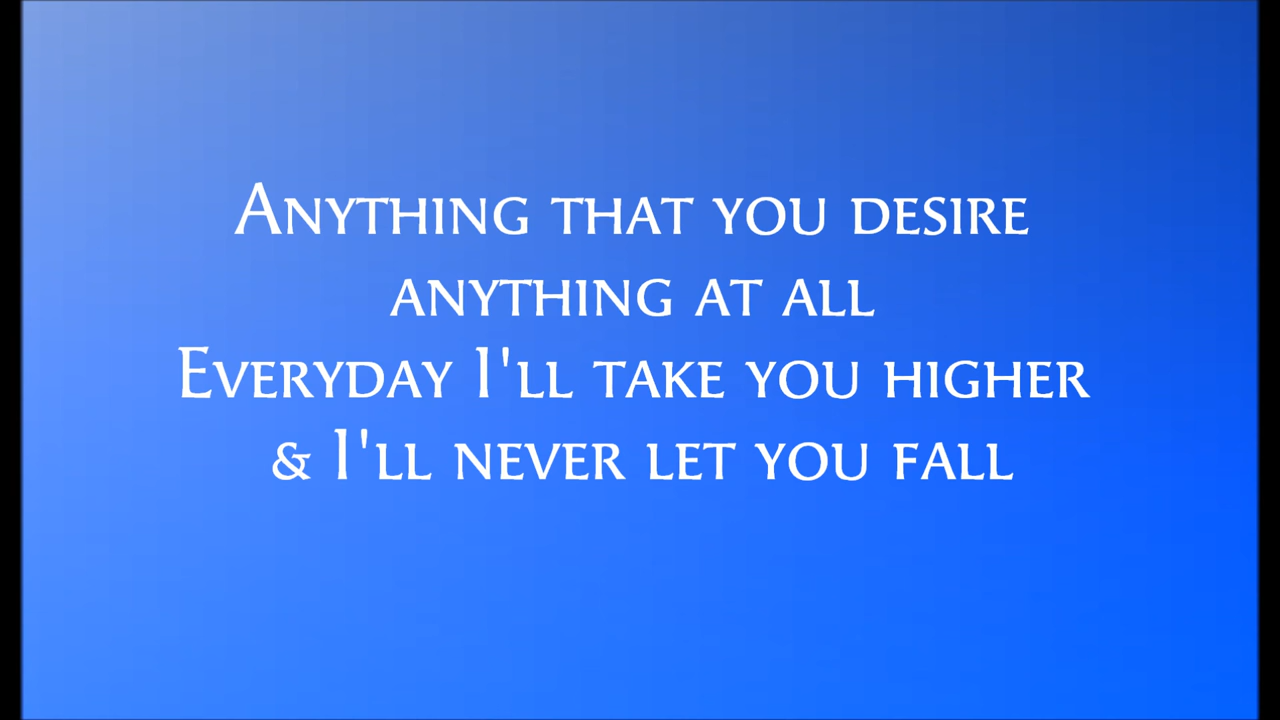 Anything that you desire
anything at all
Everyday I'll take you higher
& I'll never let you fall